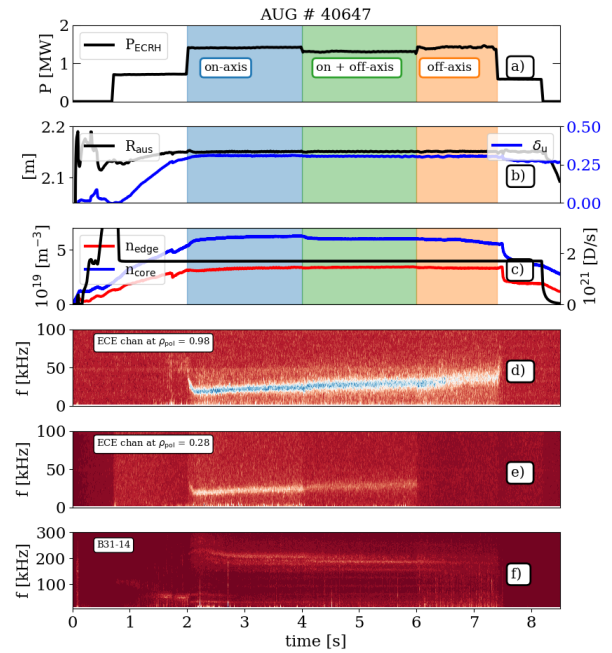 AUG # 40647
P [MW]
2
1
0
P_ECRH
on-axis
on + off-axis
off-axis
a)
[m]
2.2
2.1
R_aus
δ_u
b)
0.50
0.25
0.00
10^19 [m^-3]
5
0
n_edge
n_core
c)
2
0
10^21 [D/s]
f [kHz]
100
50
0
ECE chan at ρ_pol = 0.98
d)
f [kHz]
100
50
0
ECE chan at ρ_pol = 0.28
e)
f [kHz]
300
200
100
B31-14
f)
0 1 2 3 4 5 6 7 8
time [s]